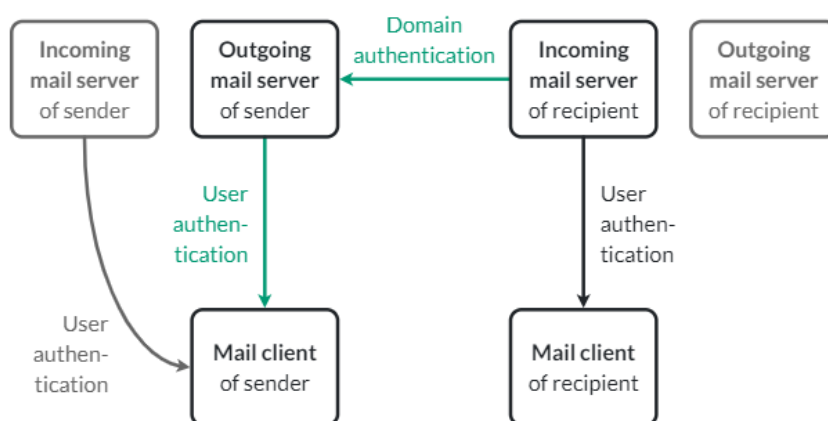 Domain
authentication
Incoming
mail server
of sender
Outgoing
mail server
of sender
Incoming
mail server
of recipient
Outgoing
mail server
of recipient
User
authen-
tication
User
authen-
tication
User
authen-
tication
Mail client
of sender
Mail client
of recipient